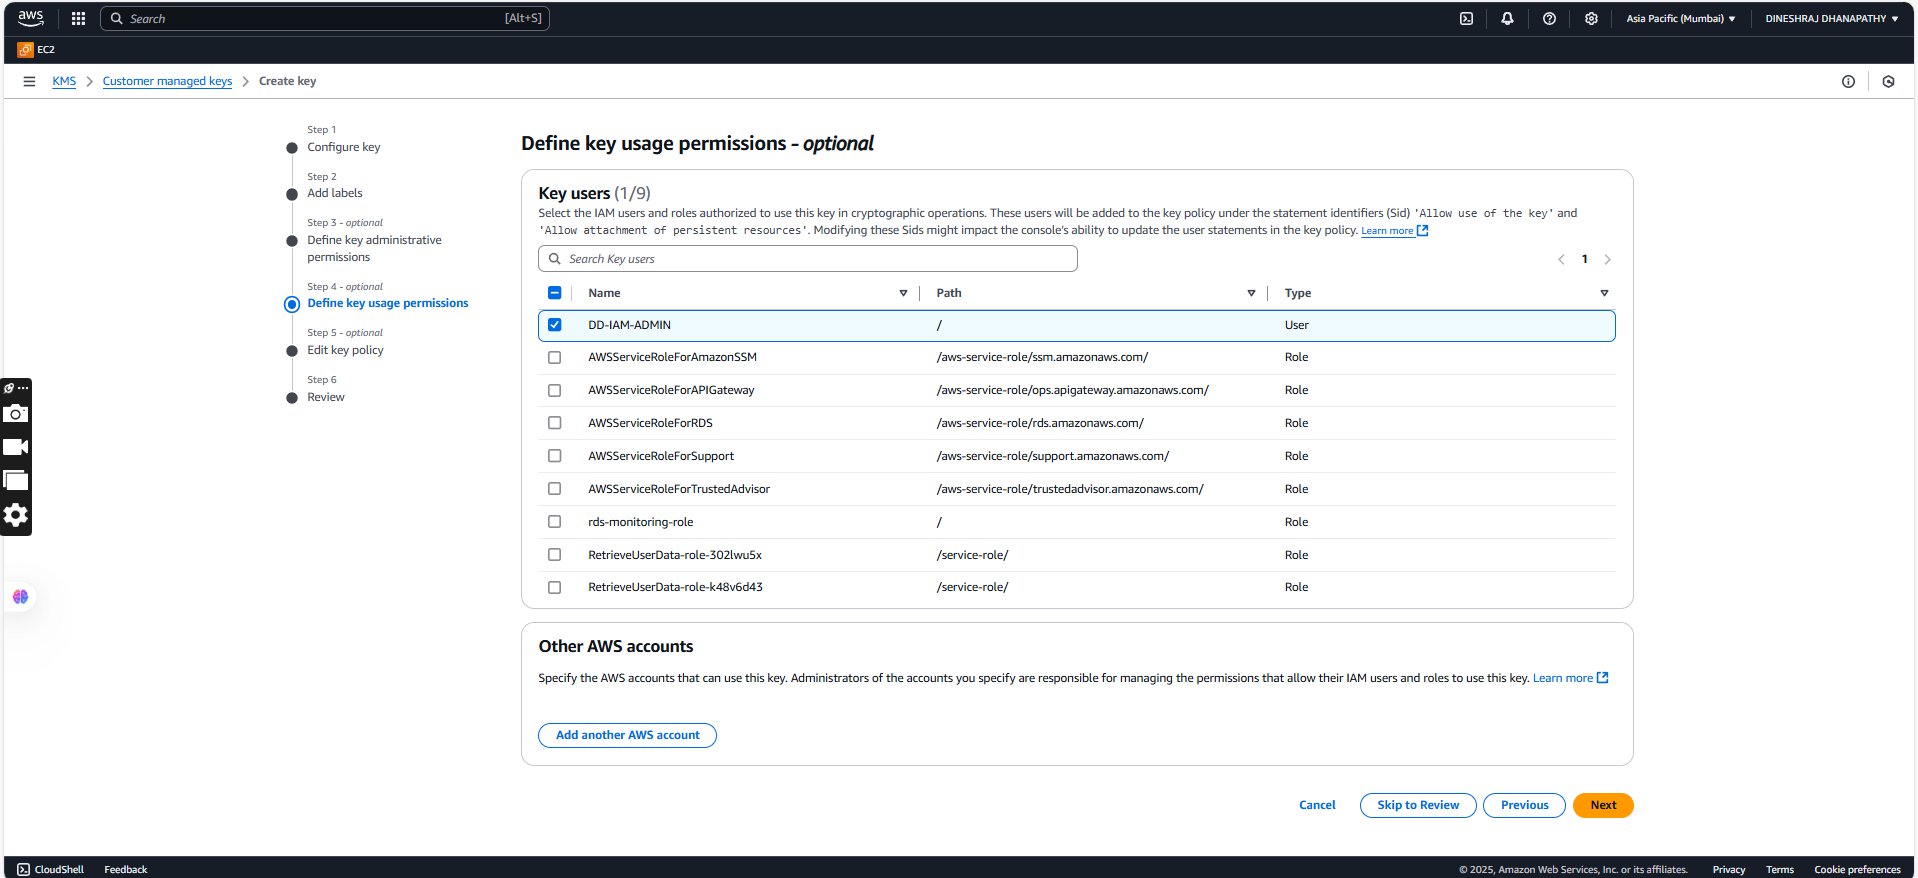 aws
Search
[Alt+S]
Asia Pacific (Mumbai)
DINESHRAJ DHANAPATHY
EC2
KMS
Customer managed keys
Create key
Step 1
Configure key
Step 2
Add labels
Step 3 - optional
Define key administrative
permissions
Step 4 - optional
Define key usage permissions
Step 5 - optional
Edit key policy
Step 6
Review
Define key usage permissions - optional
Key users (1/9)
Select the IAM users and roles authorized to use this key in cryptographic operations. These users will be added to the key policy under the statement identifiers (Sid) 'Allow use of the key' and
'Allow attachment of persistent resources'. Modifying these Sids might impact the console's ability to update the user statements in the key policy. Learn more
Search Key users
1
Name Path Type
DD-IAM-ADMIN / User
AWSServiceRoleForAmazonSSM /aws-service-role/ssm.amazonaws.com/ Role
AWSServiceRoleForAPIGateway /aws-service-role/ops.apigateway.amazonaws.com/ Role
AWSServiceRoleForRDS /aws-service-role/rds.amazonaws.com/ Role
AWSServiceRoleForSupport /aws-service-role/support.amazonaws.com/ Role
AWSServiceRoleForTrustedAdvisor /aws-service-role/trustedadvisor.amazonaws.com/ Role
rds-monitoring-role / Role
RetrieveUserData-role-302lwu5x /service-role/ Role
RetrieveUserData-role-k48v6d43 /service-role/ Role
Other AWS accounts
Specify the AWS accounts that can use this key. Administrators of the accounts you specify are responsible for managing the permissions that allow their IAM users and roles to use this key. Learn more
Add another AWS account
Cancel
Skip to Review
Previous
Next
CloudShell
Feedback
© 2025, Amazon Web Services, Inc. or its affiliates.
Privacy
Terms
Cookie preferences